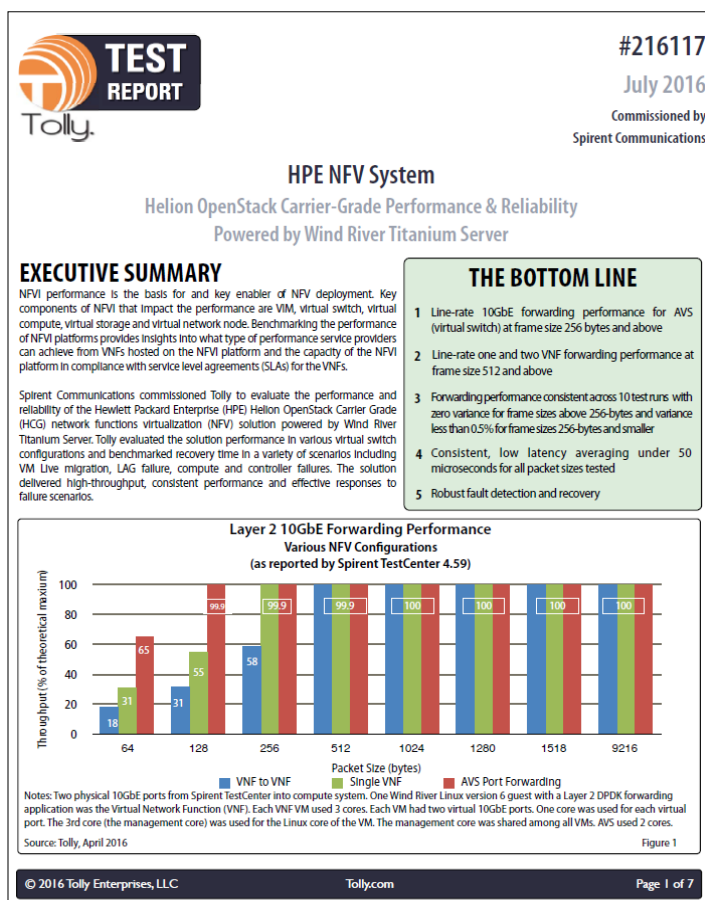 TEST
REPORT
Tolly.
#216117
July 2016
Commissioned by
Spirent Communications
HPE NFV System
Helion OpenStack Carrier-Grade Performance & Reliability
Powered by Wind River Titanium Server
EXECUTIVE SUMMARY
NFVI performance is the basis for and key enabler of NFV deployment. Key
components of NFVI that impact the performance are VIM, virtual switch, virtual
compute, virtual storage and virtual network node. Benchmarking the performance
of NFVI platforms provides insights into what type of performance service providers
can achieve from VNFs hosted on the NFVI platform and the capacity of the NFVI
platform in compliance with service level agreements (SLAs) for the VNFs.
Spirent Communications commissioned Tolly to evaluate the performance and
reliability of the Hewlett Packard Enterprise (HPE) Helion OpenStack Carrier Grade
(HCG) network functions virtualization (NFV) solution powered by Wind River
Titanium Server. Tolly evaluated the solution performance in various virtual switch
configurations and benchmarked recovery time in a variety of scenarios including
VM Live migration, LAG failure, compute and controller failures. The solution
delivered high-throughput, consistent performance and effective responses to
failure scenarios.
THE BOTTOM LINE
1 Line-rate 10GbE forwarding performance for AVS
(virtual switch) at frame size 256 bytes and above
2 Line-rate one and two VNF forwarding performance at
frame size 512 and above
3 Forwarding performance consistent across 10 test runs with
zero variance for frame sizes above 256-bytes and variance
less than 0.5% for frame sizes 256-bytes and smaller
4 Consistent, low latency averaging under 50
microseconds for all packet sizes tested
5 Robust fault detection and recovery
Layer 2 10GbE Forwarding Performance
Various NFV Configurations
(as reported by Spirent TestCenter 4.59)
Throughput (% of theoretical maxium)
100
80
60
40
20
0
18 31 65
31 55 99.9
58 99.9
99.9
100
100
100
100
64 128 256 512 1024 1280 1518 9216
Packet Size (bytes)
VNF to VNF Single VNF AVS Port Forwarding
Notes: Two physical 10GbE ports from Spirent TestCenter into compute system. One Wind River Linux version 6 guest with a Layer 2 DPDK forwarding
application was the Virtual Network Function (VNF). Each VNF VM used 3 cores. Each VM had two virtual 10GbE ports. One core was used for each virtual
port. The 3rd core (the management core) was used for the Linux core of the VM. The management core was shared among all VMs. AVS used 2 cores.
Source: Tolly, April 2016 Figure 1
© 2016 Tolly Enterprises, LLC Tolly.com Page 1 of 7